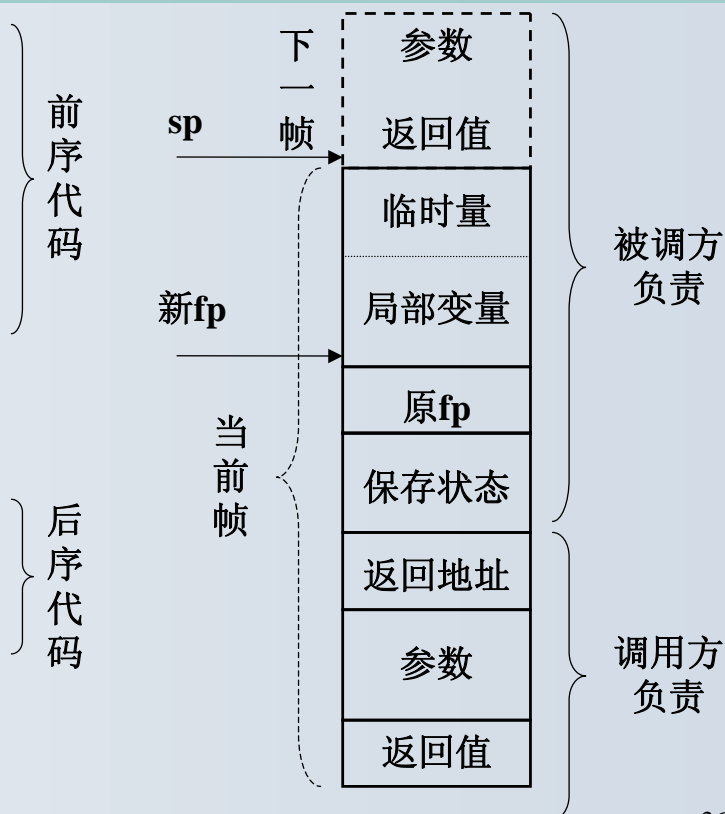 前序代码
后序代码
下一帧
sp
新fp
当前帧
参数
返回值
临时量
局部变量
原fp
保存状态
返回地址
参数
返回值
被调方
负责
调用方
负责